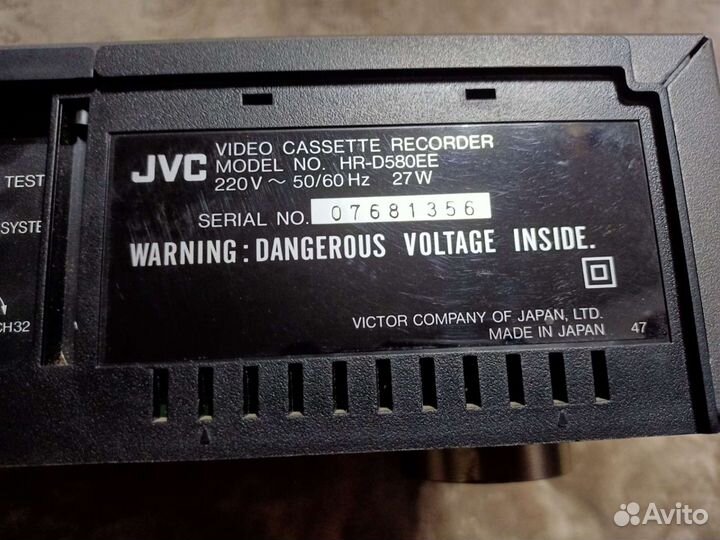 TEST
SYSTE
CH32
JVC
VIDEO CASSETTE RECORDER
MODEL NO. HR-D580EE
220V ~ 50/60Hz 27W
SERIAL NO. 07681356
WARNING: DANGEROUS VOLTAGE INSIDE.
VICTOR COMPANY OF JAPAN, LTD.
MADE IN JAPAN 47
Avito